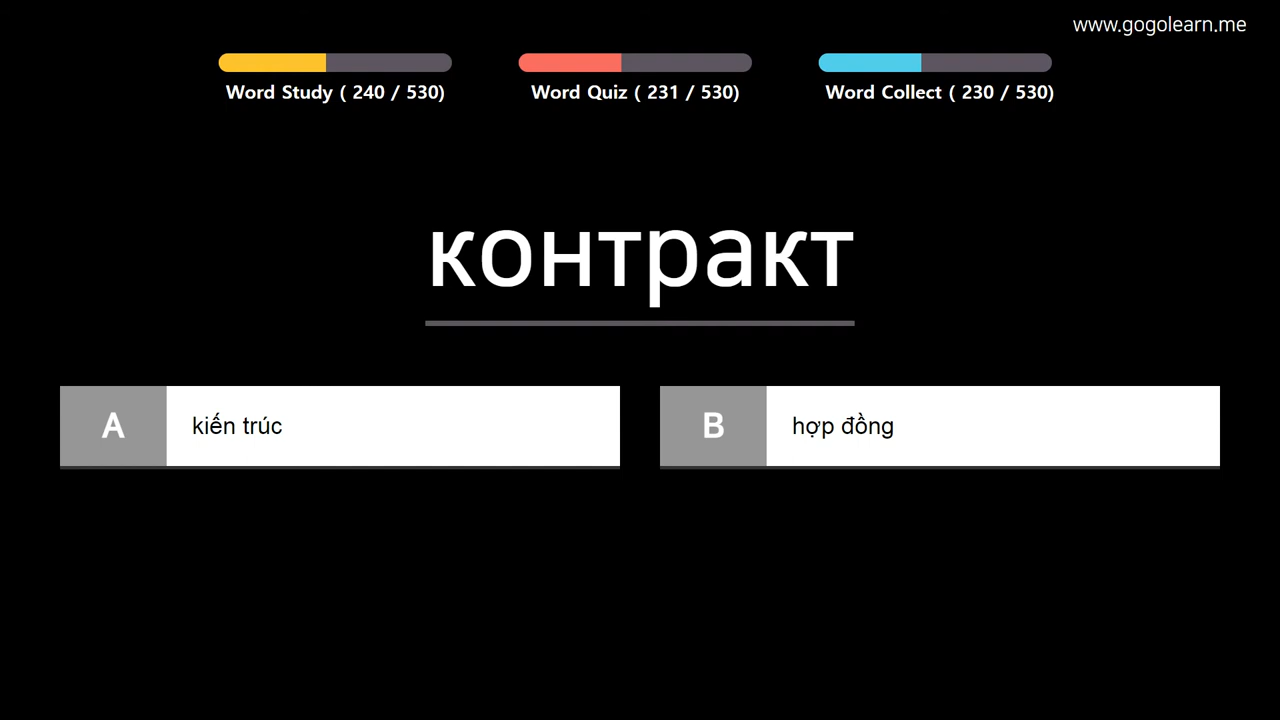 www.gogolearn.me
Word Study ( 240 / 530)
Word Quiz ( 231 / 530)
Word Collect ( 230 / 530)
контракт
A
kiến trúc
B
hợp đồng